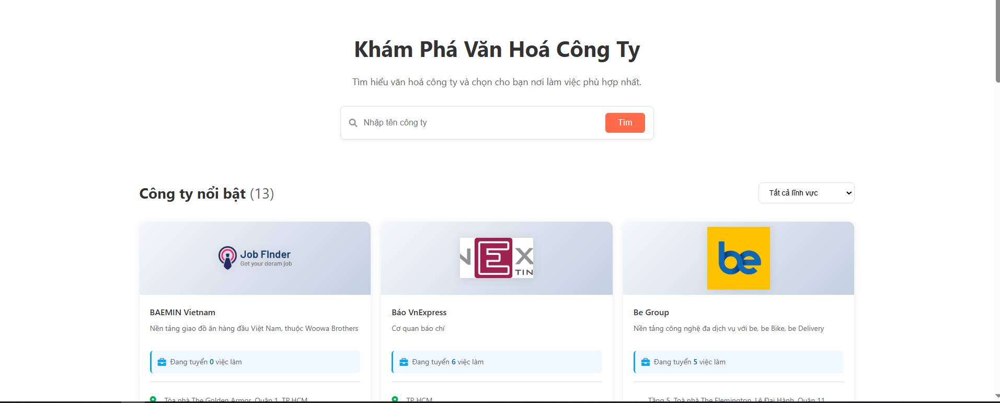 Khám Phá Văn Hoá Công Ty
Tìm hiểu văn hoá công ty và chọn cho bạn nơi làm việc phù hợp nhất.
Nhập tên công ty
Tìm
Công ty nổi bật (13)
Tất cả lĩnh vực
Job FInder
Get your deram job
NEX
TIN
be
BAEMIN Vietnam
Báo VnExpress
Be Group
Nền tảng giao đồ ăn hàng đầu Việt Nam, thuộc Woowa Brothers
Cơ quan báo chí
Nền tảng công nghệ đa dịch vụ với be, be Bike, be Delivery
Đang tuyển 0 việc làm
Đang tuyển 6 việc làm
Đang tuyển 5 việc làm
Tòa nhà The Golden Armor, Quận 1, TP.HCM
TP.HCM
Tầng 5, Toà nhà The Flemington, Lê Đại Hành, Quận 11,